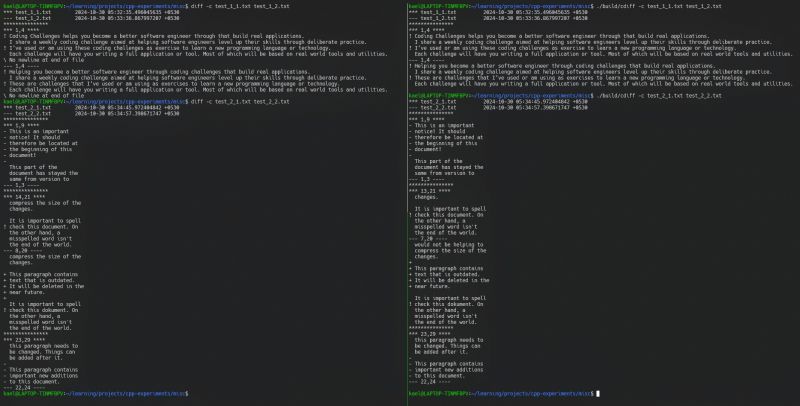 kael@LAPTOP-TINMFBPV:~/learning/projects/cpp-experiments/misc$ diff -c test_1_1.txt test_1_2.txt
*** test_1_1.txt 2024-10-30 05:32:35.498045635 +0530
--- test_1_2.txt 2024-10-30 05:33:36.867997207 +0530
***************
*** 1,4 ****
! Coding Challenges helps you become a better software engineer through that build real applications.
  I share a weekly coding challenge aimed at helping software engineers level up their skills through deliberate practice.
! I've used or am using these coding challenges as exercise to learn a new programming language or technology.
  Each challenge will have you writing a full application or tool. Most of which will be based on real world tools and utilities.
\ No newline at end of file
--- 1,4 ----
! Helping you become a better software engineer through coding challenges that build real applications.
  I share a weekly coding challenge aimed at helping software engineers level up their skills through deliberate practice.
! These are challenges that I've used or am using as exercises to learn a new programming language or technology.
  Each challenge will have you writing a full application or tool. Most of which will be based on real world tools and utilities.
\ No newline at end of file
kael@LAPTOP-TINMFBPV:~/learning/projects/cpp-experiments/misc$ diff -c test_2_1.txt test_2_2.txt
*** test_2_1.txt 2024-10-30 05:34:45.972404842 +0530
--- test_2_2.txt 2024-10-30 05:34:57.398671747 +0530
***************
*** 1,9 ****
- This is an important
- notice! It should
- therefore be located at
- the beginning of this
- document!
-
  This part of the
  document has stayed the
  same from version to
--- 1,3 ----
***************
*** 14,21 ****
  compress the size of the
  changes.

  It is important to spell
! check this document. On
  the other hand, a
  misspelled word isn't
  the end of the world.
--- 8,20 ----
  compress the size of the
  changes.

+ This paragraph contains
+ text that is outdated.
+ It will be deleted in the
+ near future.
+
  It is important to spell
! check this dokument. On
  the other hand, a
  misspelled word isn't
  the end of the world.
***************
*** 23,29 ****
  this paragraph needs to
  be changed. Things can
  be added after it.
-
- This paragraph contains
- important new additions
- to this document.
--- 22,24 ----
kael@LAPTOP-TINMFBPV:~/learning/projects/cpp-experiments/misc$
kael@LAPTOP-TINMFBPV:~/learning/projects/cpp-experiments/misc$ ./build/cdiff -c test_1_1.txt test_1_2.txt
*** test_1_1.txt 2024-10-30 05:32:35.498045635 +0530
--- test_1_2.txt 2024-10-30 05:33:36.867997207 +0530
***************
*** 1,4 ****
! Coding Challenges helps you become a better software engineer through that build real applications.
  I share a weekly coding challenge aimed at helping software engineers level up their skills through deliberate practice.
! I've used or am using these coding challenges as exercise to learn a new programming language or technology.
  Each challenge will have you writing a full application or tool. Most of which will be based on real world tools and utilities.
--- 1,4 ----
! Helping you become a better software engineer through coding challenges that build real applications.
  I share a weekly coding challenge aimed at helping software engineers level up their skills through deliberate practice.
! These are challenges that I've used or am using as exercises to learn a new programming language or technology.
  Each challenge will have you writing a full application or tool. Most of which will be based on real world tools and utilities.
kael@LAPTOP-TINMFBPV:~/learning/projects/cpp-experiments/misc$ ./build/cdiff -c test_2_1.txt test_2_2.txt
*** test_2_1.txt 2024-10-30 05:34:45.972404842 +0530
--- test_2_2.txt 2024-10-30 05:34:57.398671747 +0530
***************
*** 1,9 ****
- This is an important
- notice! It should
- therefore be located at
- the beginning of this
- document!
-
  This part of the
  document has stayed the
  same from version to
--- 1,3 ----
***************
*** 13,21 ****
  changes.

  It is important to spell
! check this document. On
  the other hand, a
  misspelled word isn't
  the end of the world.
--- 7,20 ----
  would not be helping to
  compress the size of the
  changes.
+
+ This paragraph contains
+ text that is outdated.
+ It will be deleted in the
+ near future.

  It is important to spell
! check this dokument. On
  the other hand, a
  misspelled word isn't
  the end of the world.
***************
*** 23,29 ****
  this paragraph needs to
  be changed. Things can
  be added after it.
-
- This paragraph contains
- important new additions
- to this document.
--- 22,24 ----
kael@LAPTOP-TINMFBPV:~/learning/projects/cpp-experiments/misc$